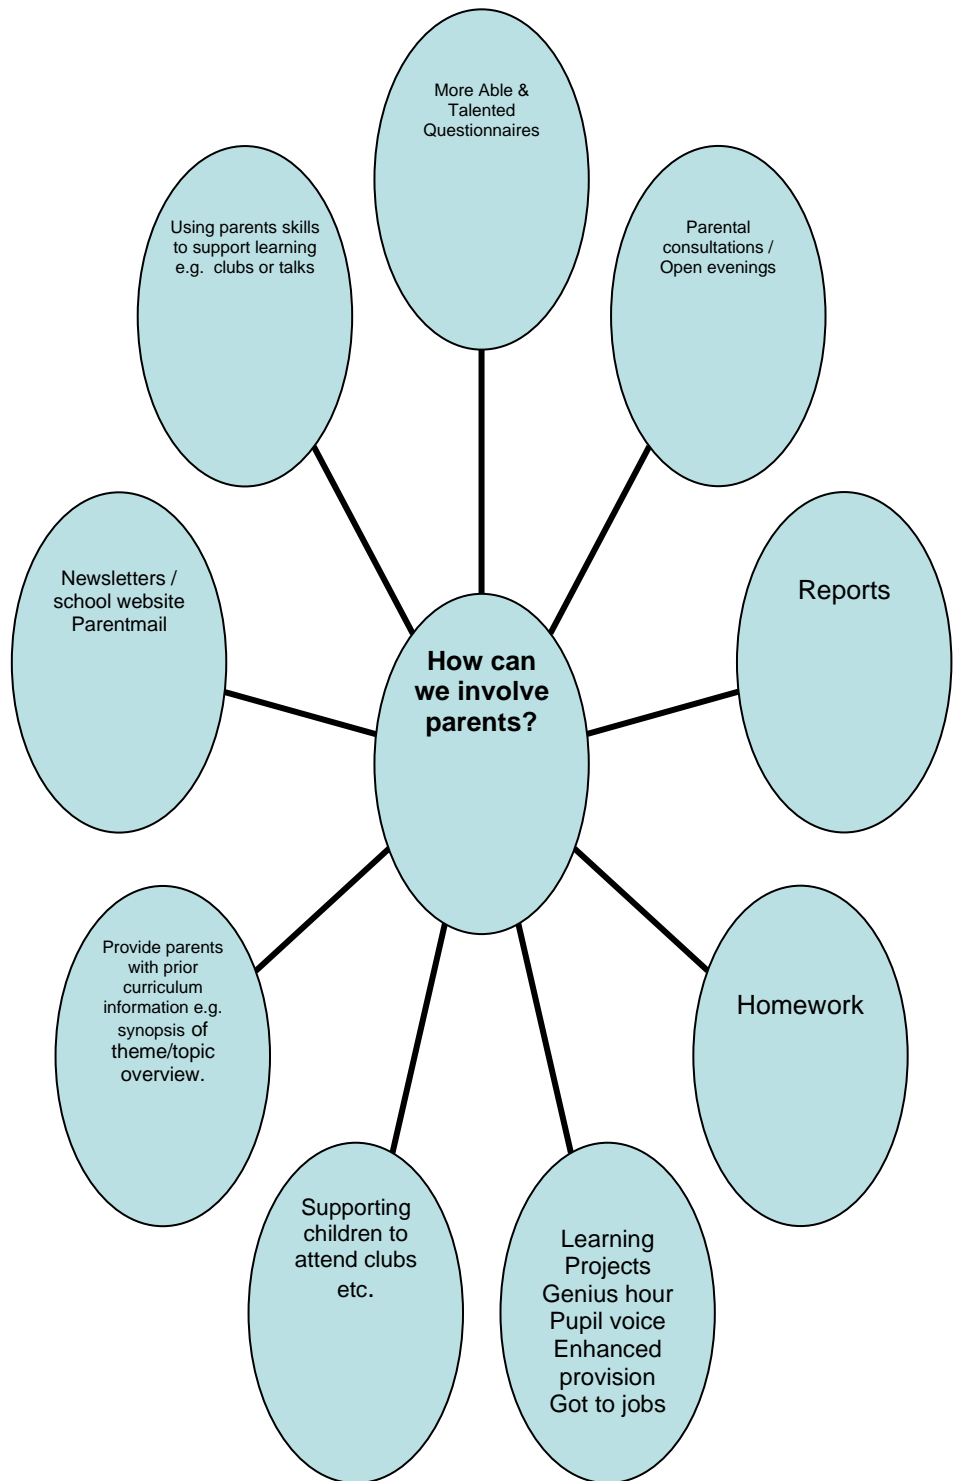 More Able &
Talented
Questionnaires
Using parents skills
to support learning
e.g. clubs or talks
Parental
consultations /
Open evenings
Newsletters /
school website
Parentmail
Reports
How can
we involve
parents?
Provide parents
with prior
curriculum
information e.g.
synopsis of
theme/topic
overview.
Homework
Supporting
children to
attend clubs
etc.
Learning
Projects
Genius hour
Pupil voice
Enhanced
provision
Got to jobs